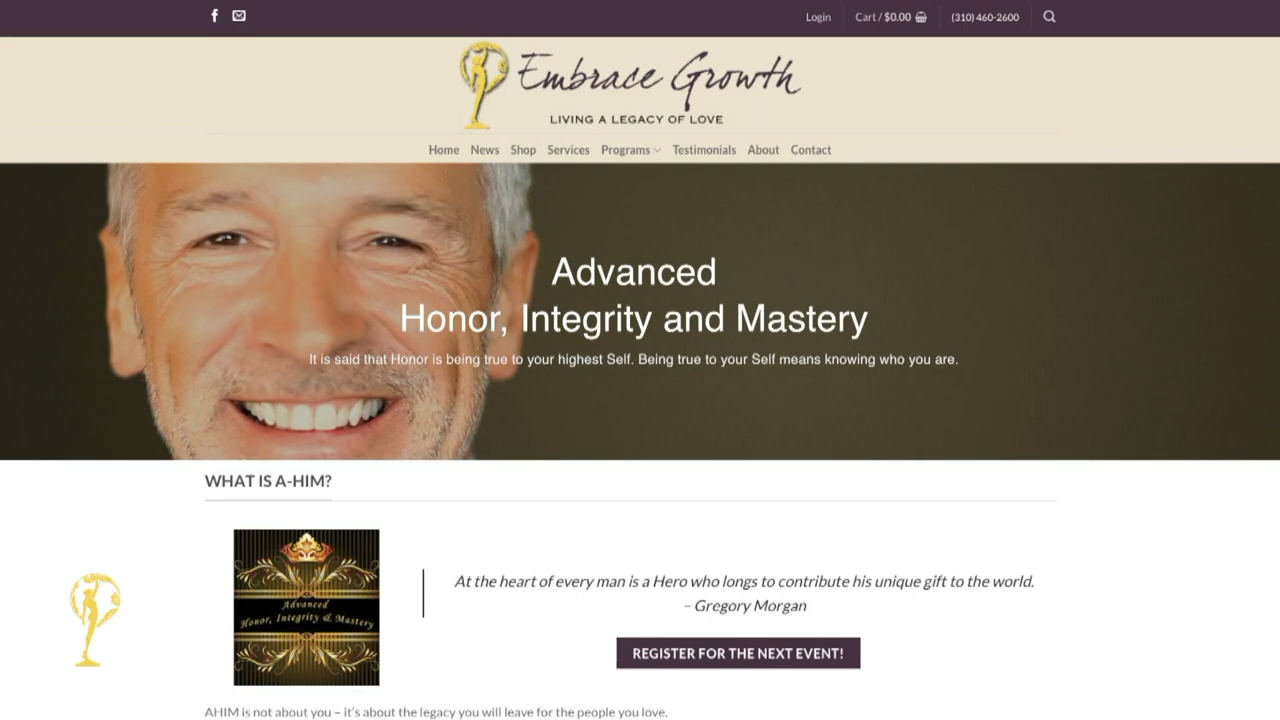 Login
Cart / $0.00
(310) 460-2600
Embrace Growth
LIVING A LEGACY OF LOVE
Home News Shop Services Programs Testimonials About Contact
Advanced
Honor, Integrity and Mastery
It is said that Honor is being true to your highest Self. Being true to your Self means knowing who you are.
WHAT IS A-HIM?
Advanced
Honor, Integrity & Mastery
At the heart of every man is a Hero who longs to contribute his unique gift to the world.
– Gregory Morgan
REGISTER FOR THE NEXT EVENT!
AHIM is not about you – it's about the legacy you will leave for the people you love.